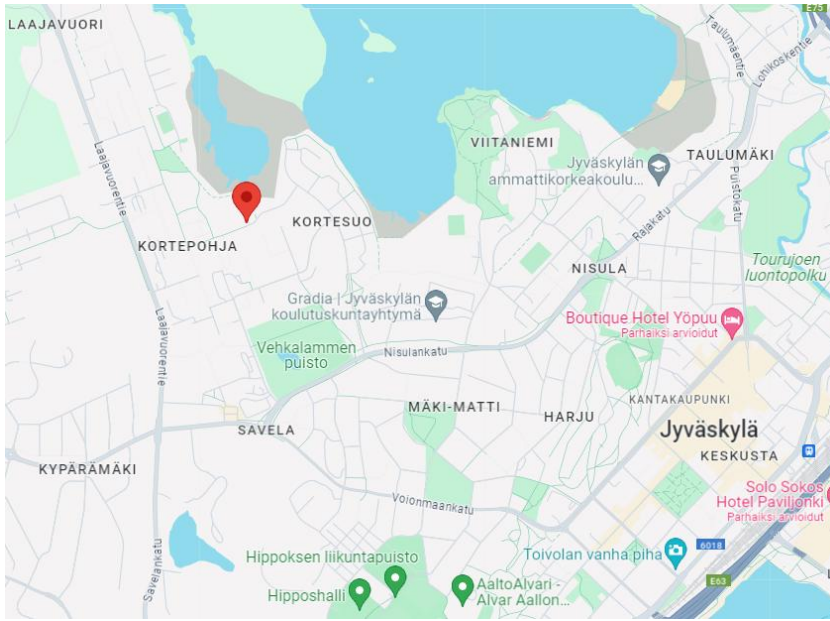 E75
LAAJAVUORI
Taulumäentie
Lohikoskentie
Laajavuorentie
VIITANIEMI
Jyväskylän
ammattikorkeakoulu...
TAULUMÄKI
Puistokatu
KORTESUO
Rajakatu
KORTEPOHJA
Tourujoen
luontopolku
NISULA
Gradia | Jyväskylän
koulutuskuntayhtymä
Laajavuorentie
Boutique Hotel Yöpuu
Parhaiksi arvioidut
Vehkalammen
puisto
Nisulankatu
KANTAKAUPUNKI
MÄKI-MATTI
HARJU
Jyväskylä
SAVELA
KESKUSTA
KYPÄRÄMÄKI
Solo Sokos
Hotel Paviljonki
Parhaiksi arvioidut
Voionmaankatu
Savelankatu
Toivolan vanha piha
6018
Hippoksen liikuntapuisto
Hipposhalli
AaltoAlvari -
Alvar Aallon...
E63